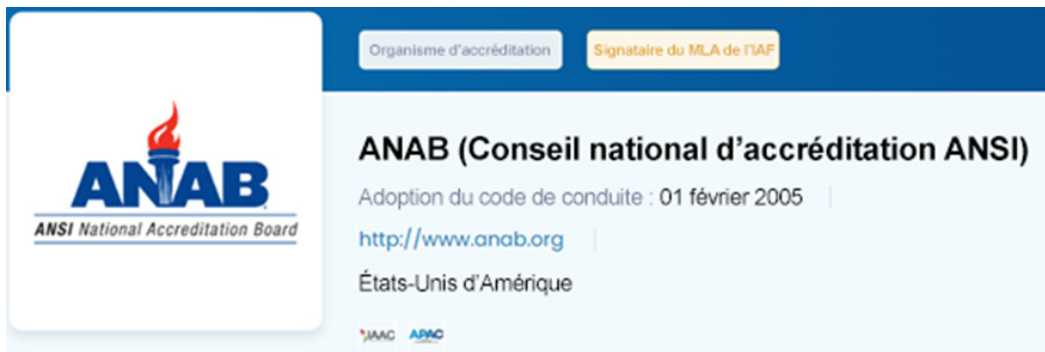 Organisme d'accréditation
Signataire du MLA de l'IAF
ANAB
ANSI National Accreditation Board
ANAB (Conseil national d'accréditation ANSI)
Adoption du code de conduite : 01 février 2005
http://www.anab.org
États-Unis d'Amérique
IAAC APAC